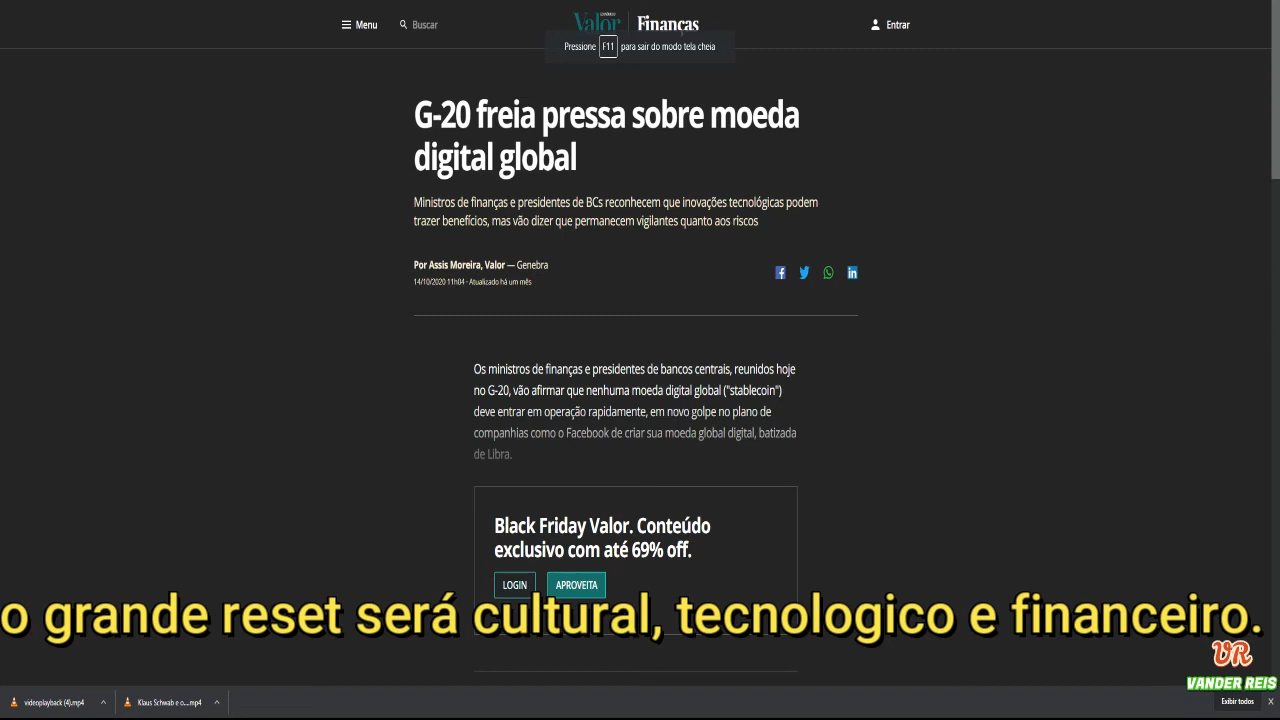 Menu
Buscar
Valor
Finanças
Entrar
Pressione F11 para sair do modo tela cheia
G-20 freia pressa sobre moeda
digital global
Ministros de finanças e presidentes de BCs reconhecem que inovações tecnológicas podem
trazer benefícios, mas vão dizer que permanecem vigilantes quanto aos riscos
Por Assis Moreira, Valor — Genebra
14/10/2020 11h04 · Atualizado há um mês
Os ministros de finanças e presidentes de bancos centrais, reunidos hoje
no G-20, vão afirmar que nenhuma moeda digital global ("stablecoin")
deve entrar em operação rapidamente, em novo golpe no plano de
companhias como o Facebook de criar sua moeda global digital, batizada
de Libra.
Black Friday Valor. Conteúdo
exclusivo com até 69% off.
LOGIN
APROVEITA
o grande reset será cultural, tecnologico e financeiro.
VR
VANDER REIS
videoplayback (4).mp4
Klaus Schwab e o....mp4
Exibir todos